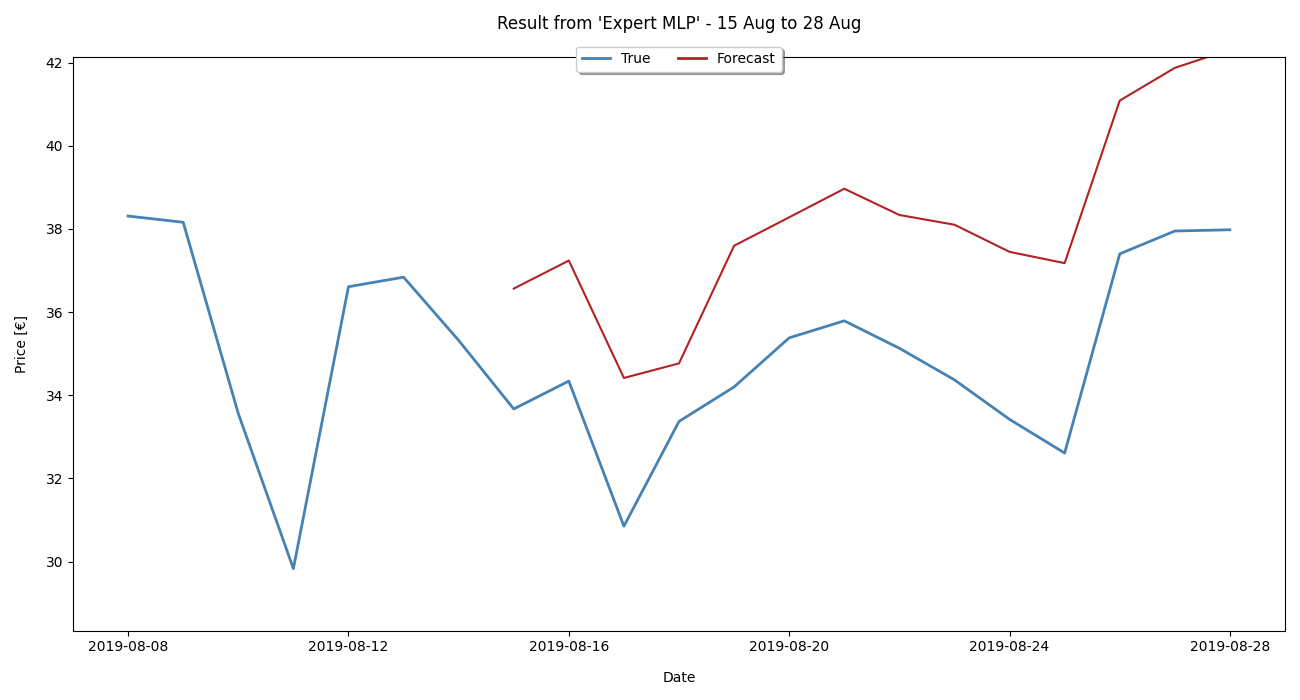 Result from 'Expert MLP' - 15 Aug to 28 Aug
True
Forecast
42
40
38
36
34
32
30
Price [€]
2019-08-08
2019-08-12
2019-08-16
2019-08-20
2019-08-24
2019-08-28
Date